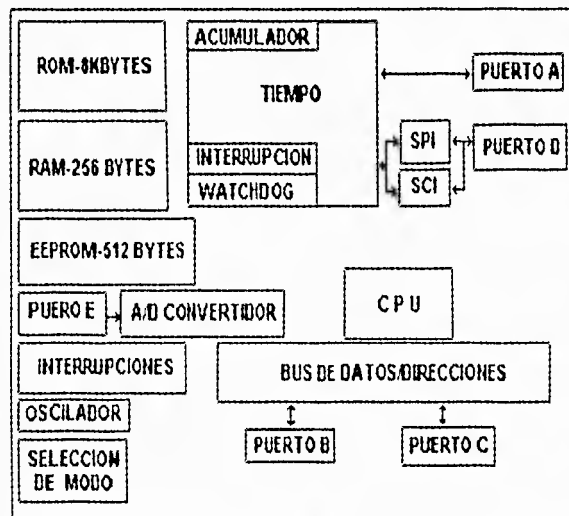 ROM-8KBYTES
RAM-256 BYTES
EEPROM-512 BYTES
PUERO E
A/D CONVERTIDOR
INTERRUPCIONES
OSCILADOR
SELECCION
DE MODO
ACUMULADOR
TIEMPO
INTERRUPCION
WATCHDOG
PUERTO A
SPI
SCI
PUERTO D
CPU
BUS DE DATOS/DIRECCIONES
PUERTO B
PUERTO C